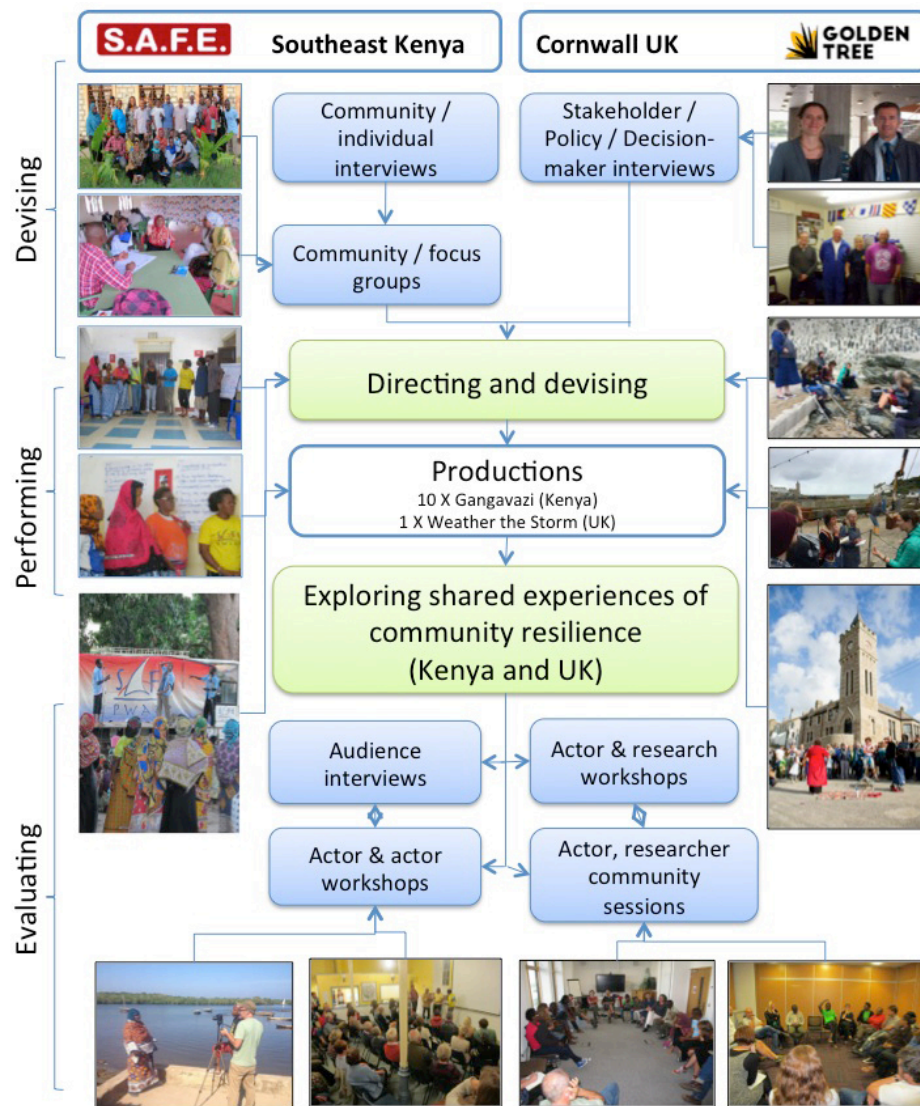 S.A.F.E.
Southeast Kenya
Cornwall UK
GOLDEN
TREE
Devising
Community /
individual
interviews
Stakeholder /
Policy / Decision-
maker interviews
Community / focus
groups
Directing and devising
Performing
Productions
10 X Gangavazi (Kenya)
1 X Weather the Storm (UK)
Exploring shared experiences of
community resilience
(Kenya and UK)
Evaluating
Audience
interviews
Actor & research
workshops
Actor & actor
workshops
Actor, researcher
community
sessions